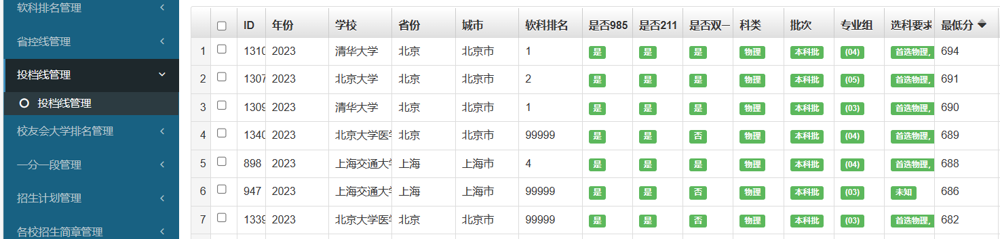 软科排名管理
省控线管理
投档线管理
投档线管理
校友会大学排名管理
一分一段管理
招生计划管理
各校招生简章管理
ID 年份 学校 省份 城市 软科排名 是否985 是否211 是否双一 科类 批次 专业组 选科要求 最低分
1 1310 2023 清华大学 北京 北京市 1 是 是 是 物理 本科批 (04) 首选物理, 694
2 1307 2023 北京大学 北京 北京市 2 是 是 是 物理 本科批 (05) 首选物理, 691
3 1309 2023 清华大学 北京 北京市 1 是 是 是 物理 本科批 (03) 首选物理, 690
4 1340 2023 北京大学医 北京 北京市 99999 是 是 否 物理 本科批 (04) 首选物理, 689
5 898 2023 上海交通大 上海 上海市 4 是 是 是 物理 本科批 (04) 首选物理, 688
6 947 2023 上海交通大 上海 上海市 99999 是 是 否 物理 本科批 (03) 未知 686
7 1339 2023 北京大学医 北京 北京市 99999 是 是 否 物理 本科批 (03) 首选物理, 682